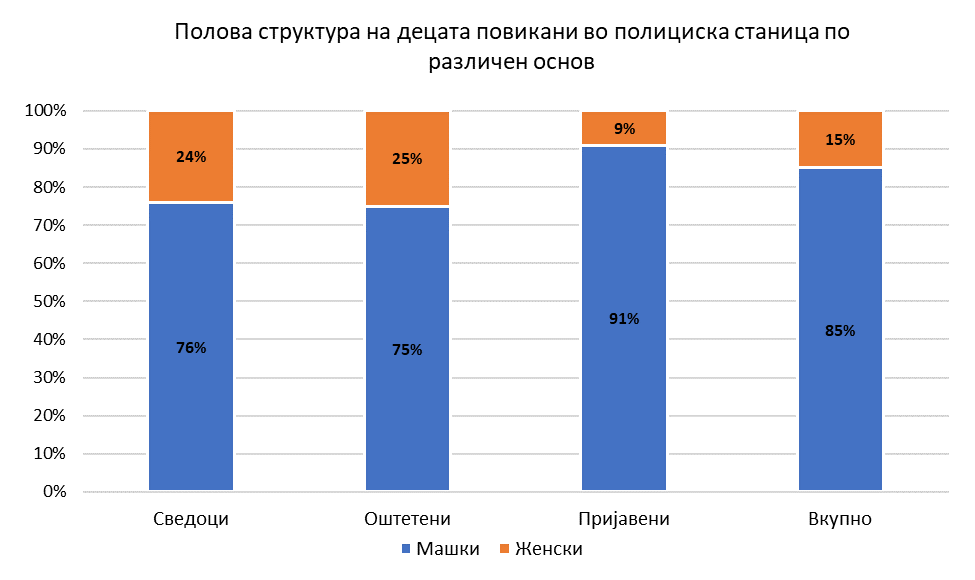 Полова структура на децата повикани во полициска станица по
различен основ
100%
90%
80%
70%
60%
50%
40%
30%
20%
10%
0%
24%
25%
9%
15%
76%
75%
91%
85%
Сведоци
Оштетени
Пријавени
Вкупно
Машки
Женски